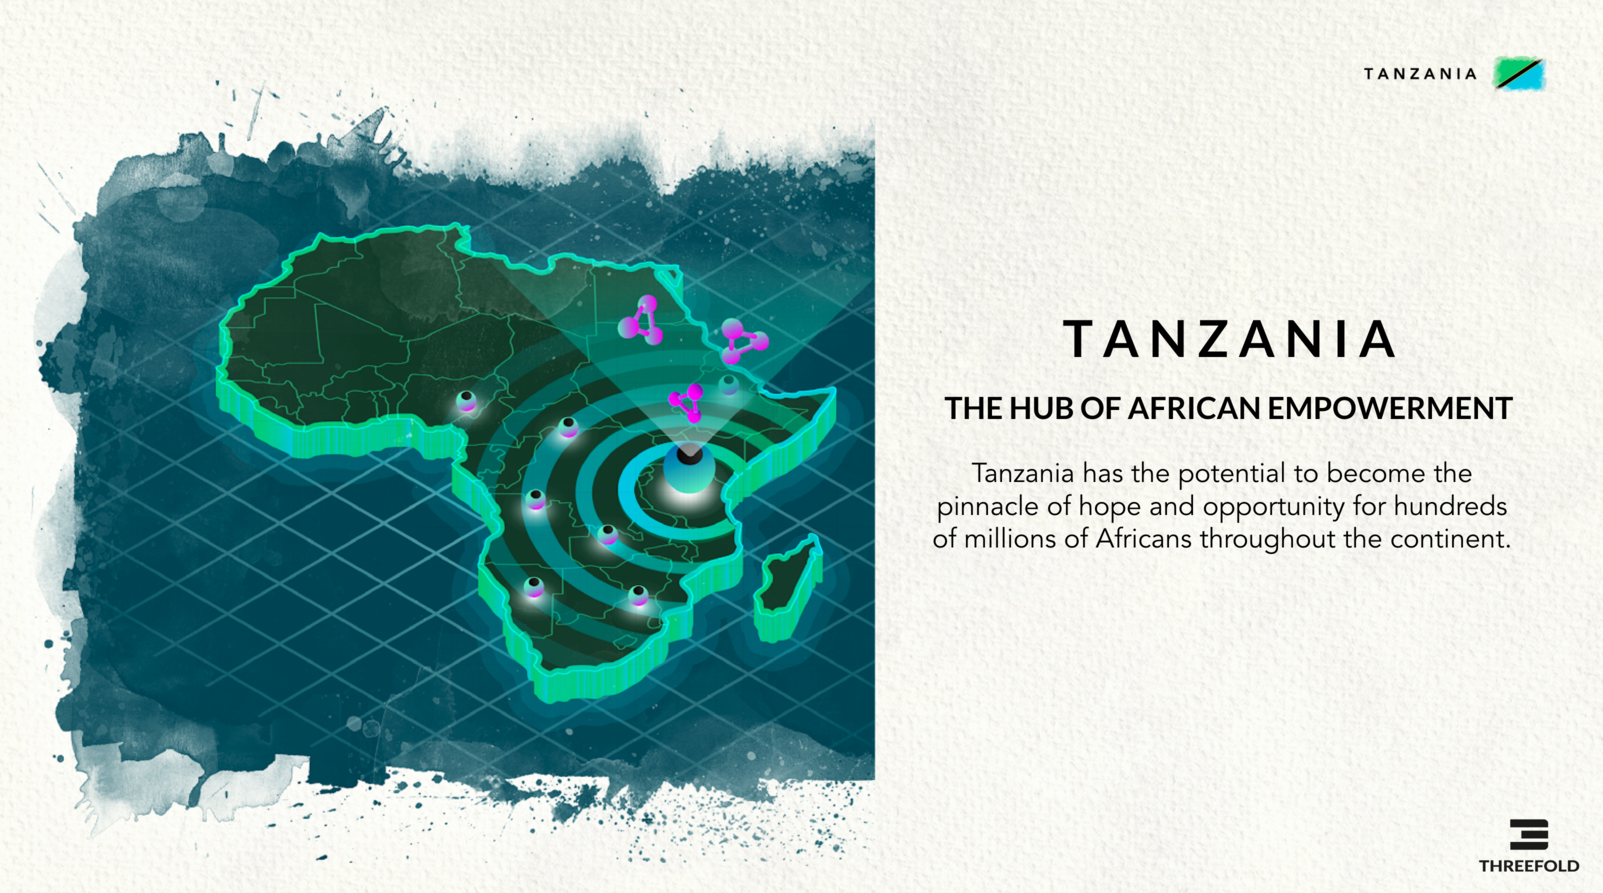 TANZANIA
TANZANIA
THE HUB OF AFRICAN EMPOWERMENT
Tanzania has the potential to become the
pinnacle of hope and opportunity for hundreds
of millions of Africans throughout the continent.
THREEFOLD